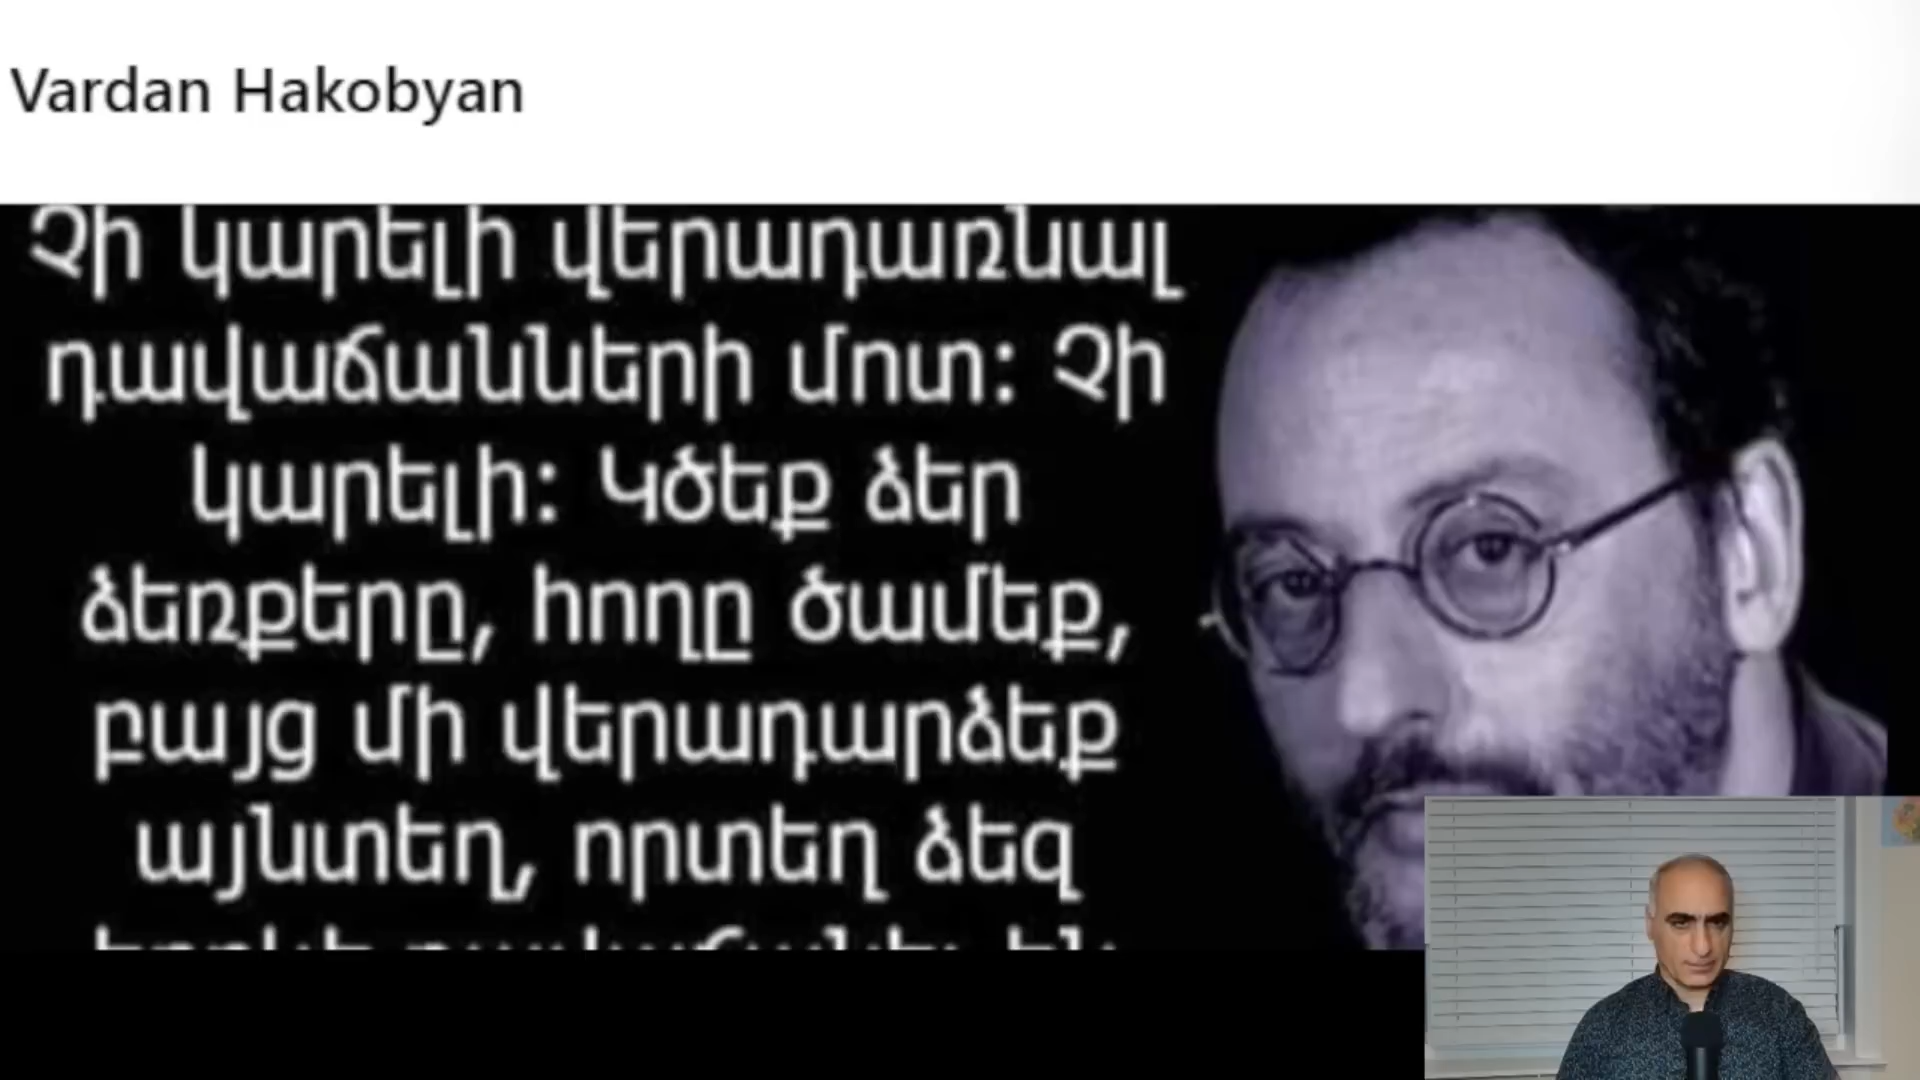 Vardan Hakobyan
Չի կարելի վերադառնալ
դավաճանների մոտ: Չի
կարելի: Կծեք ձեր
ձեռքերը, հողը ծամեք,
բայց մի վերադարձեք
այնտեղ, որտեղ ձեզ